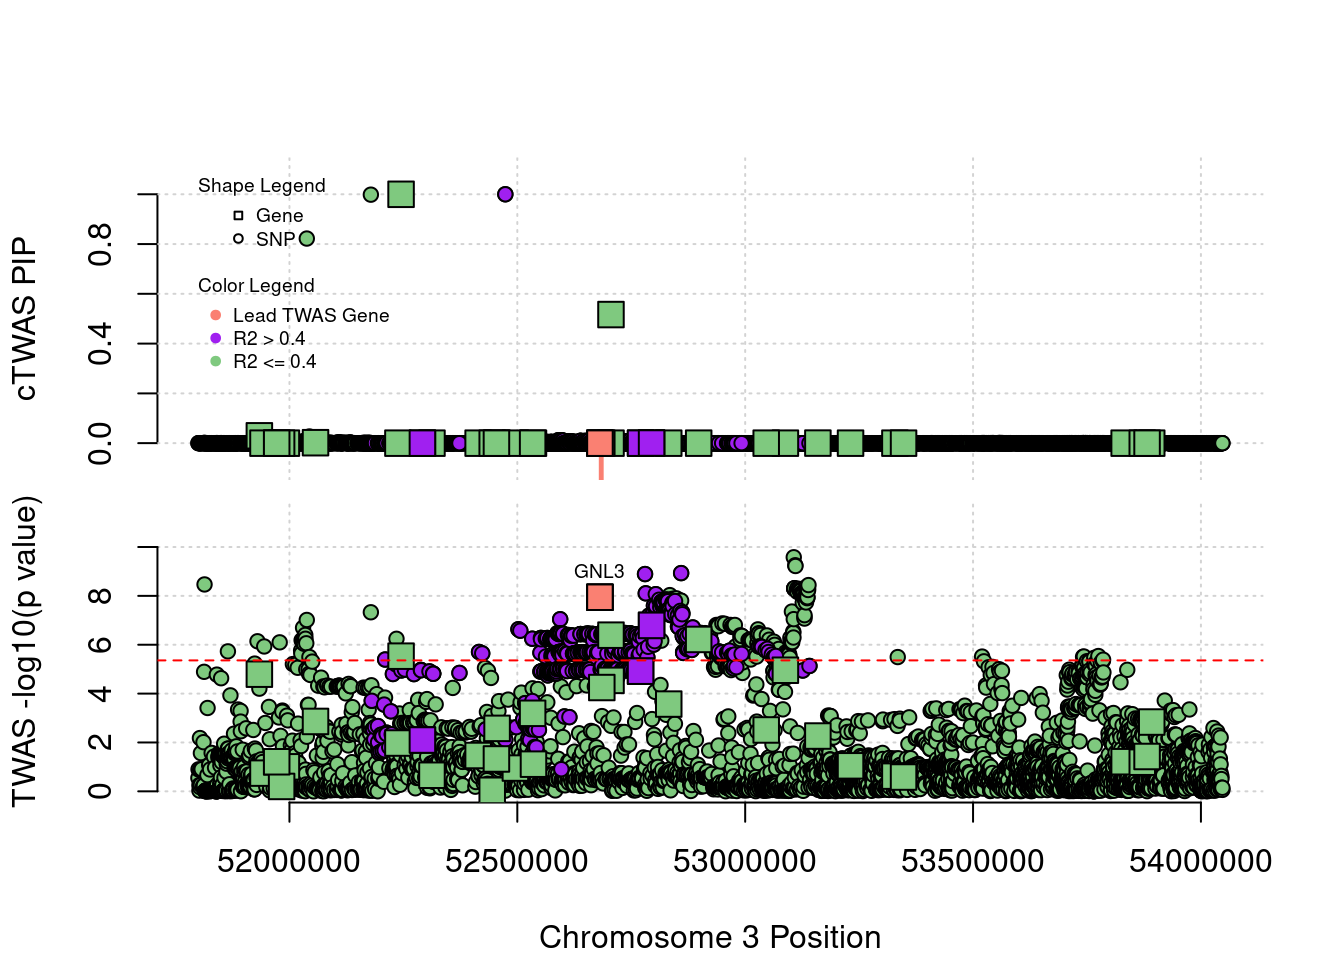 cTWAS PIP
0.8
0.4
0.0
Shape Legend
Gene
SNP
Color Legend
Lead TWAS Gene
R2 > 0.4
R2 <= 0.4
TWAS -log10(p value)
8
6
4
2
0
GNL3
52000000 52500000 53000000 53500000 54000000
Chromosome 3 Position